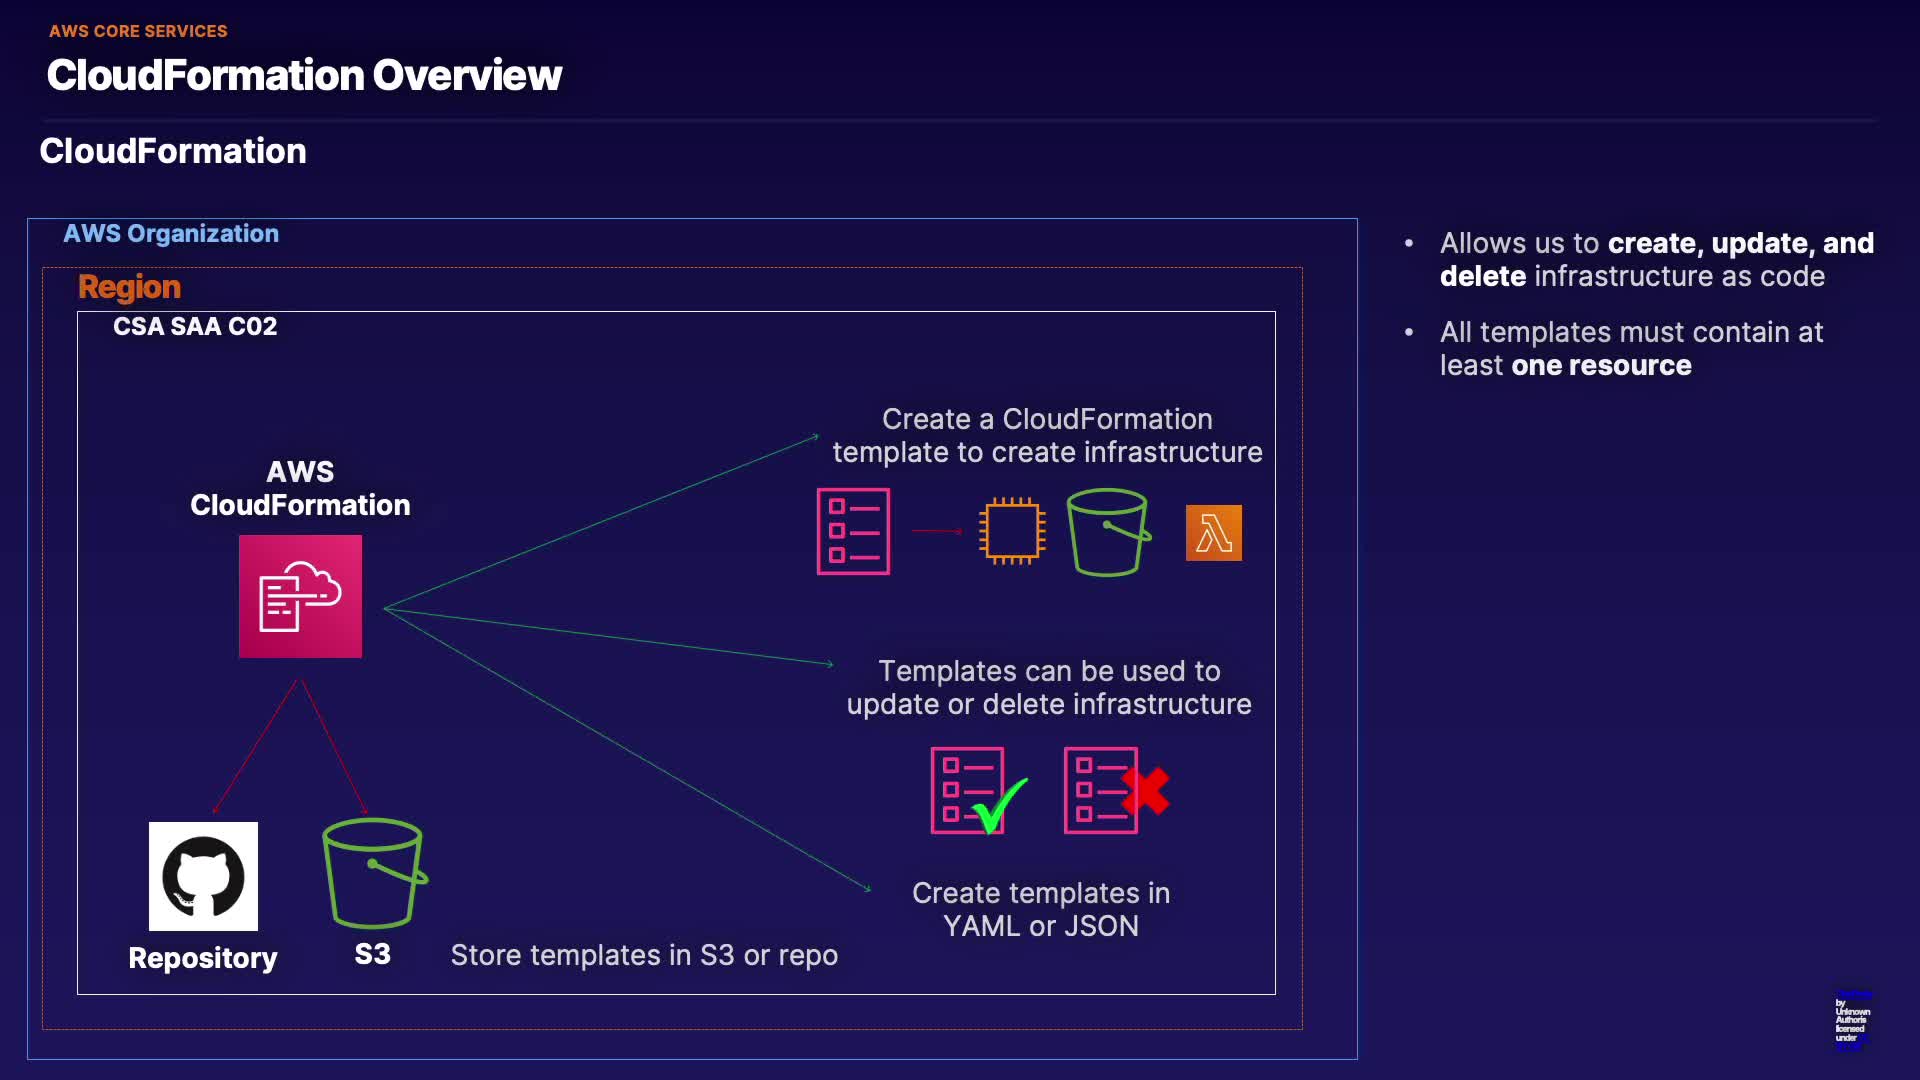 AWS CORE SERVICES
CloudFormation Overview
CloudFormation
AWS Organization
Region
CSA SAA C02
AWS
CloudFormation
Create a CloudFormation
template to create infrastructure
Templates can be used to
update or delete infrastructure
Create templates in
YAML or JSON
Repository
S3
Store templates in S3 or repo
• Allows us to create, update, and
delete infrastructure as code
• All templates must contain at
least one resource
by
Unknown
Author is
licensed
under